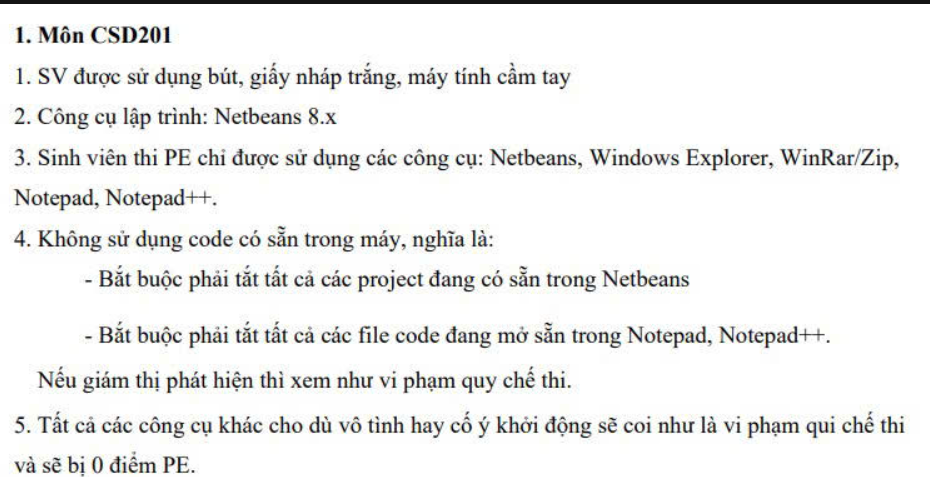 1. Môn CSD201
1. SV được sử dụng bút, giấy nháp trắng, máy tính cầm tay
2. Công cụ lập trình: Netbeans 8.x
3. Sinh viên thi PE chỉ được sử dụng các công cụ: Netbeans, Windows Explorer, WinRar/Zip,
Notepad, Notepad++.
4. Không sử dụng code có sẵn trong máy, nghĩa là:
- Bắt buộc phải tắt tất cả các project đang có sẵn trong Netbeans
- Bắt buộc phải tắt tất cả các file code đang mở sẵn trong Notepad, Notepad++.
Nếu giám thị phát hiện thì xem như vi phạm quy chế thi.
5. Tất cả các công cụ khác cho dù vô tình hay cố ý khởi động sẽ coi như là vi phạm qui chế thi
và sẽ bị 0 điểm PE.